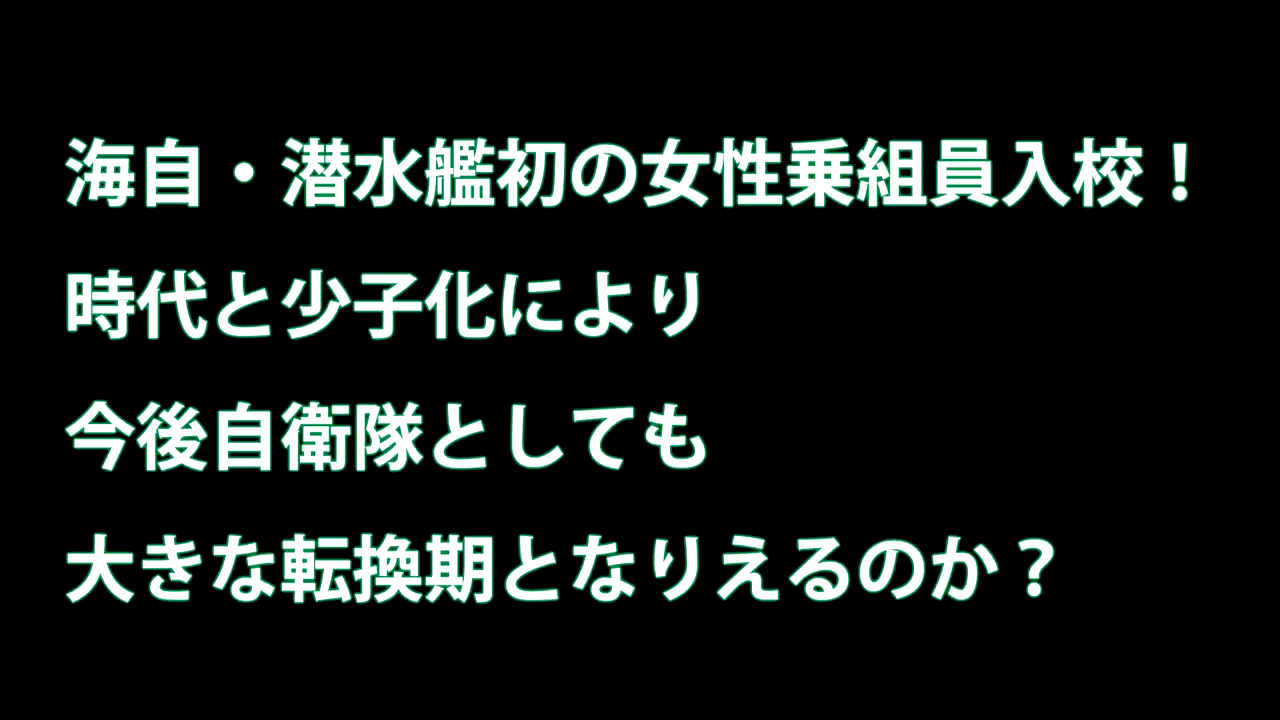 海自・潜水艦初の女性乗組員入校！
時代と少子化により
今後自衛隊としても
大きな転換期となりえるのか？